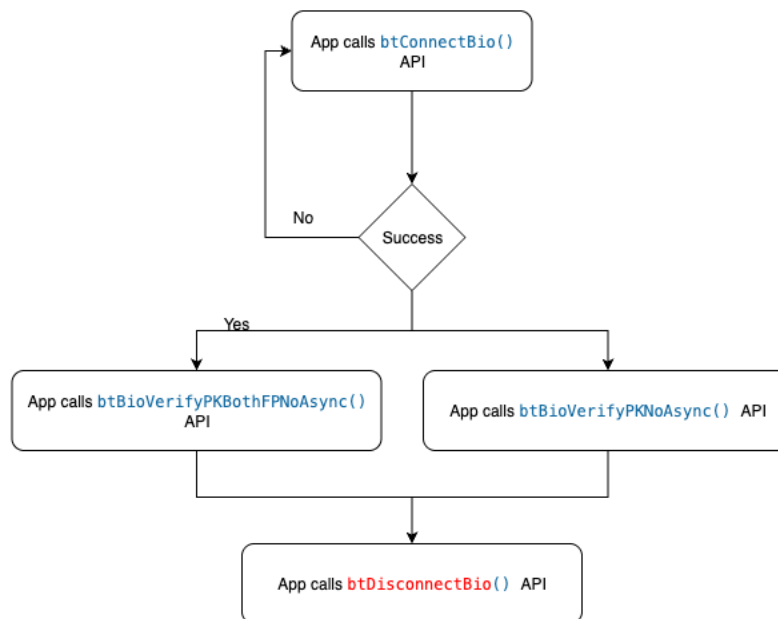 App calls btConnectBio()
API
Success
No
Yes
App calls btBioVerifyPKBothFPNoAsync()
API
App calls btBioVerifyPKNoAsync() API
App calls btDisconnectBio() API